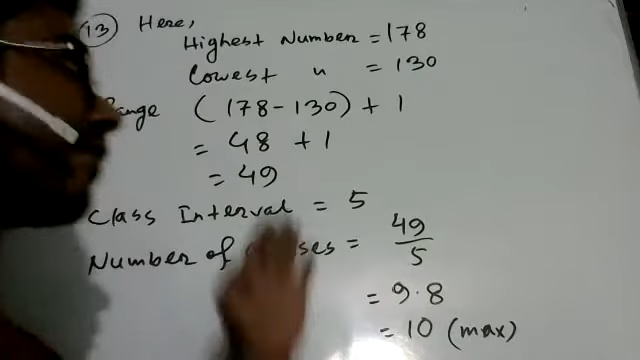 (13) Here,
Highest Number = 178
Lowest " = 130
Range (178 - 130) + 1
= 48 + 1
= 49
Class Interval = 5
Number of = 49/5
= 9.8
= 10 (max)